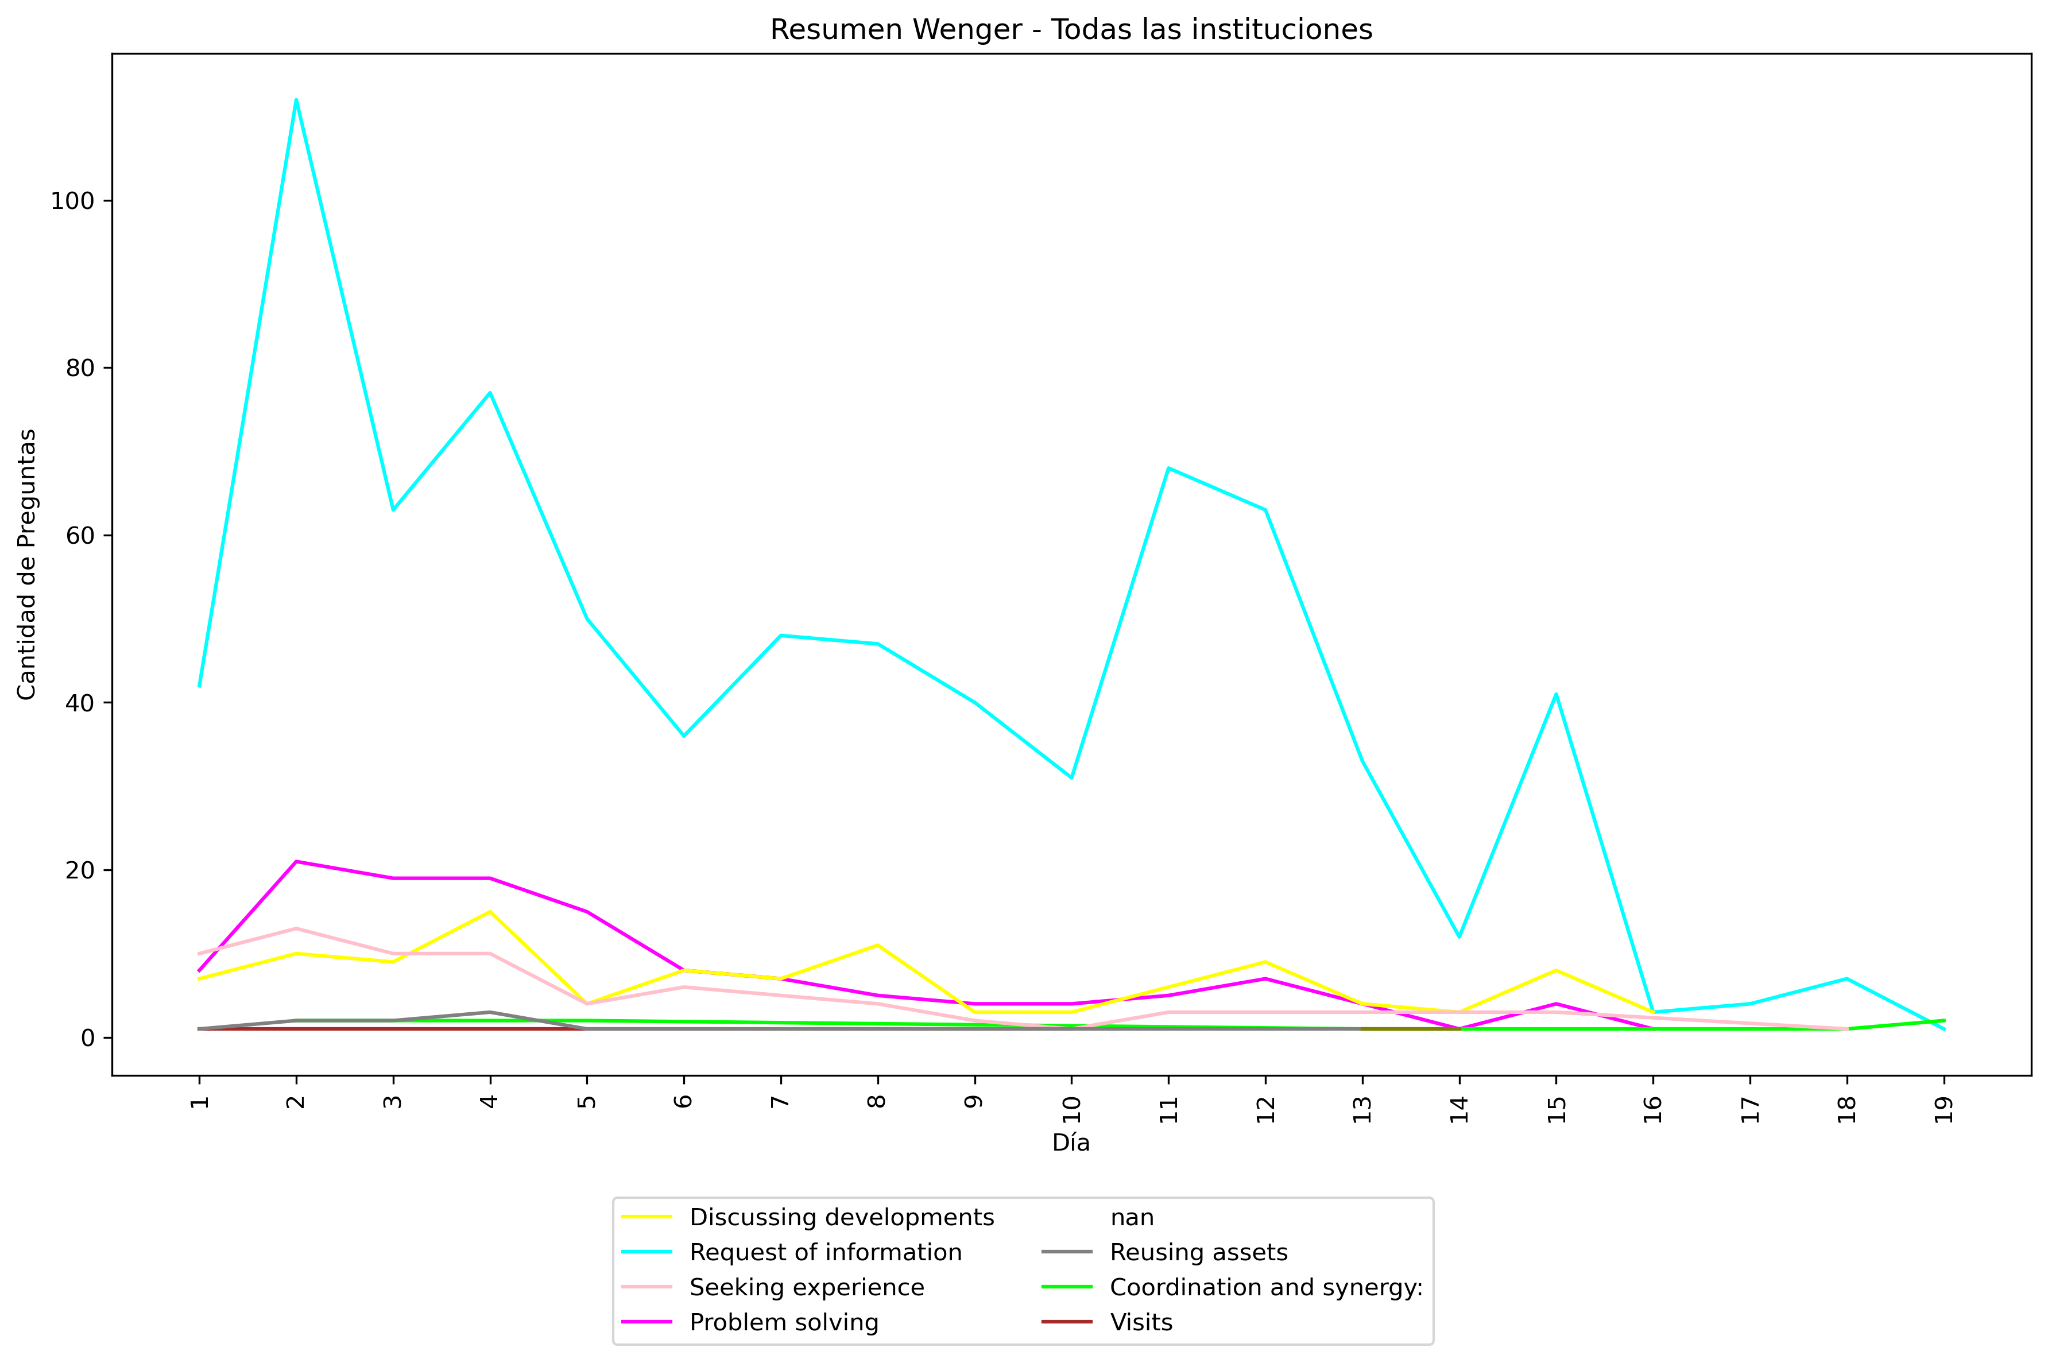 Resumen Wenger - Todas las instituciones
Cantidad de Preguntas
100
80
60
40
20
0
1 2 3 4 5 6 7 8 9 10 11 12 13 14 15 16 17 18 19
Día
Discussing developments
Request of information
Seeking experience
Problem solving
nan
Reusing assets
Coordination and synergy:
Visits